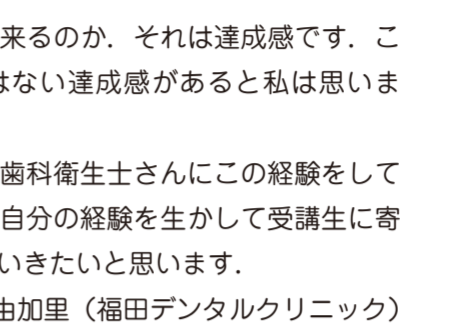 来るのか．それは達成感です．こ
はない達成感があると私は思いま
歯科衛生士さんにこの経験をして
自分の経験を生かして受講生に寄
いきたいと思います．
由加里（福田デンタルクリニック）